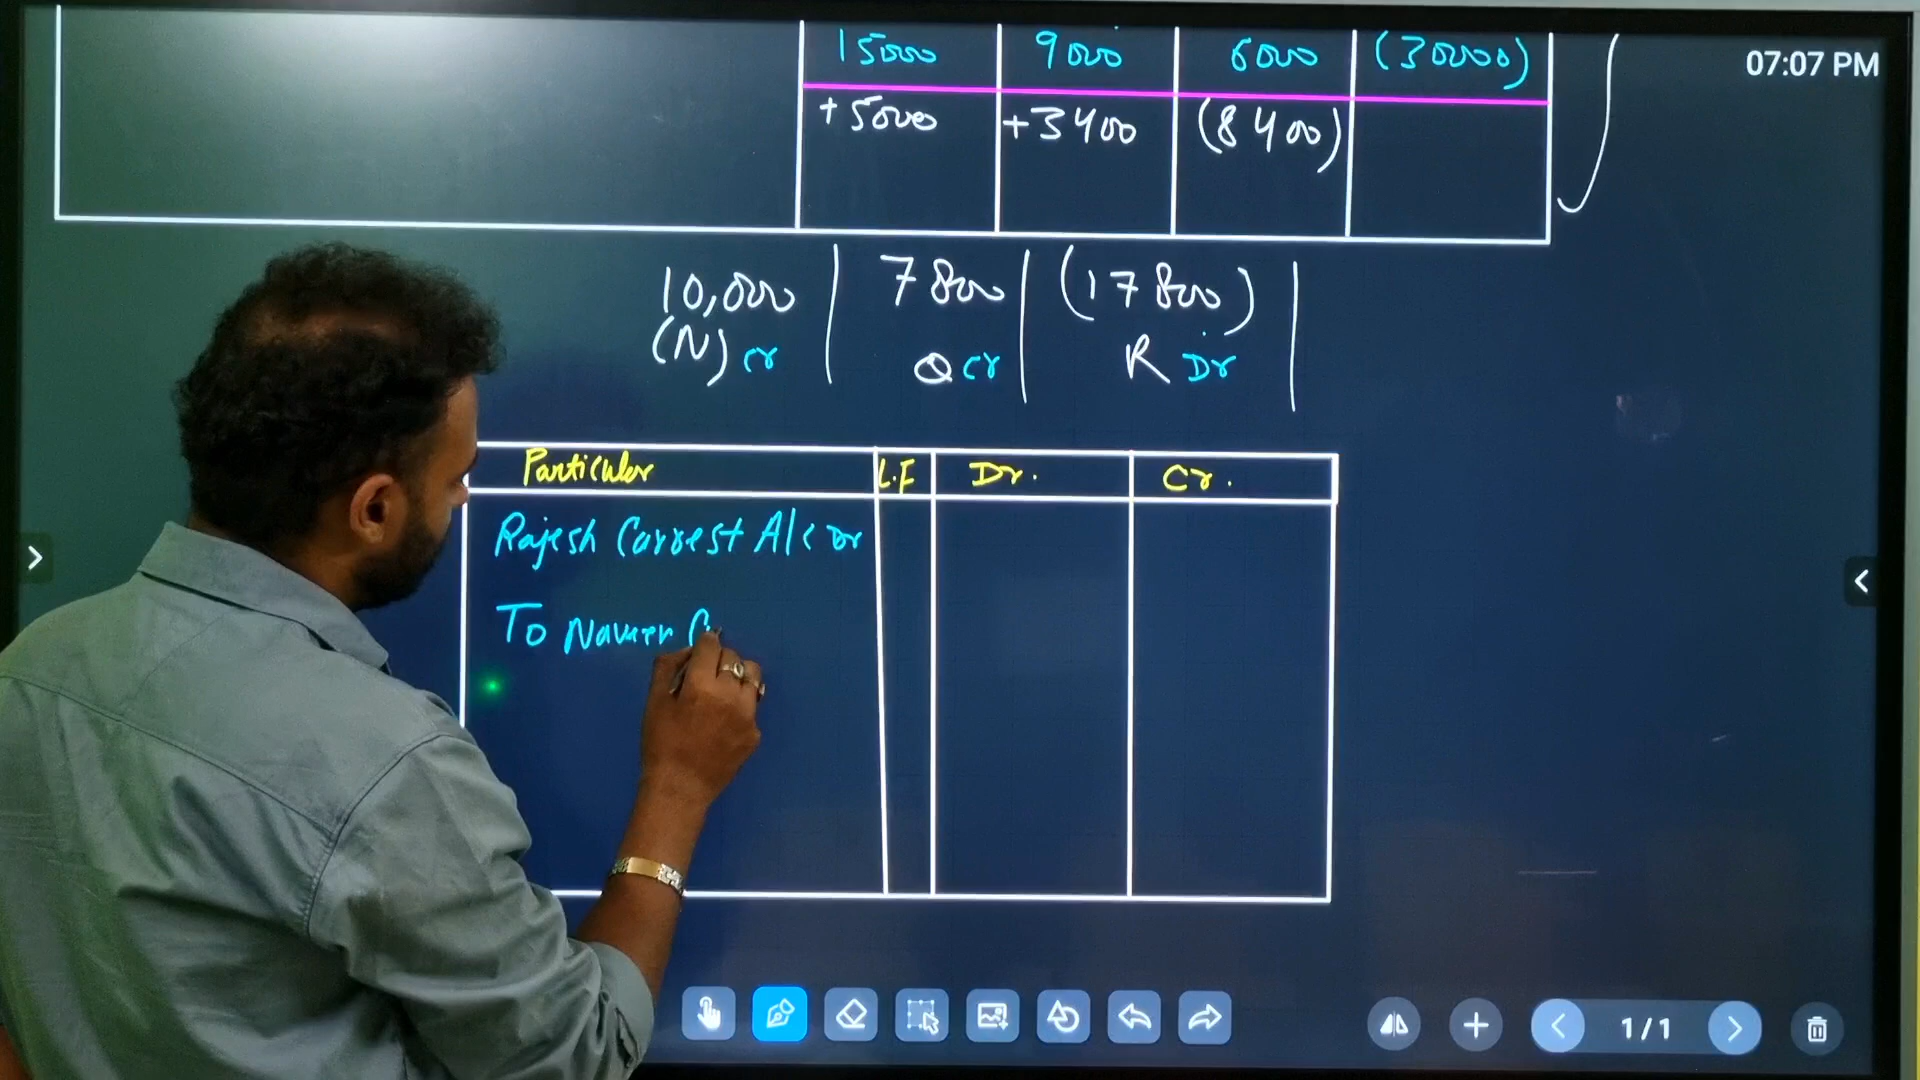 07:07 PM
15000 9000 6000 (30000)
+5000 +3400 (8400)
10,000 7800 (17800)
(N) Cr Q Cr R Dr
Particular L.F Dr. Cr.
Rajesh Current A/c Dr
To Naveen C
1/1